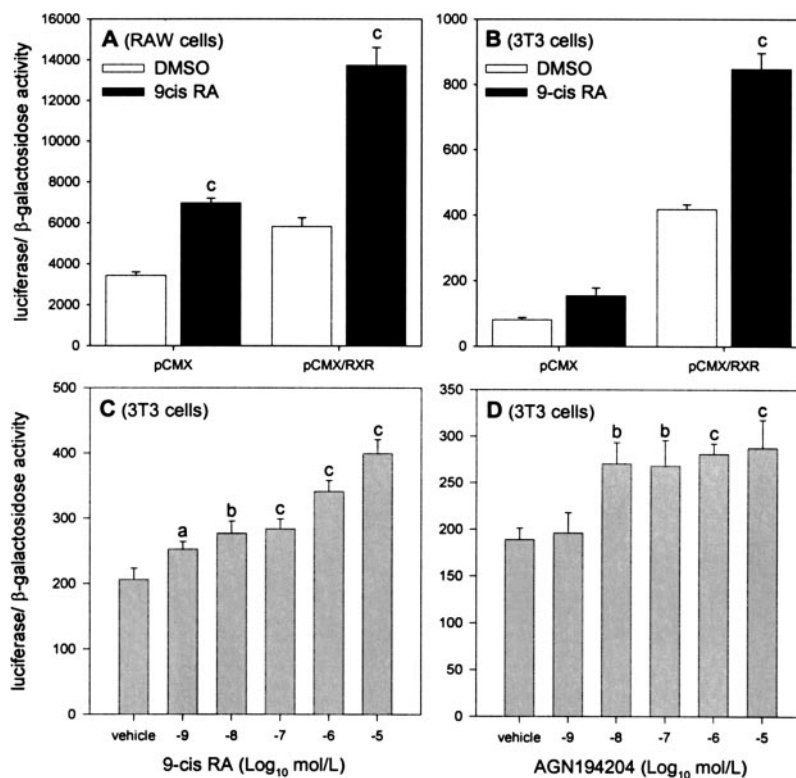 A (RAW cells)
DMSO
9cis RA
luciferase/ β-galactosidose activity
16000
14000
12000
10000
8000
6000
4000
2000
0
c
c
pCMX
pCMX/RXR
B (3T3 cells)
DMSO
9-cis RA
1000
800
600
400
200
0
c
pCMX
pCMX/RXR
C (3T3 cells)
luciferase/ β-galactosidose activity
500
400
300
200
100
0
a
b
c
c
c
vehicle -9 -8 -7 -6 -5
9-cis RA (Log10 mol/L)
D (3T3 cells)
350
300
250
200
150
100
50
0
b
b
c
c
vehicle -9 -8 -7 -6 -5
AGN194204 (Log10 mol/L)